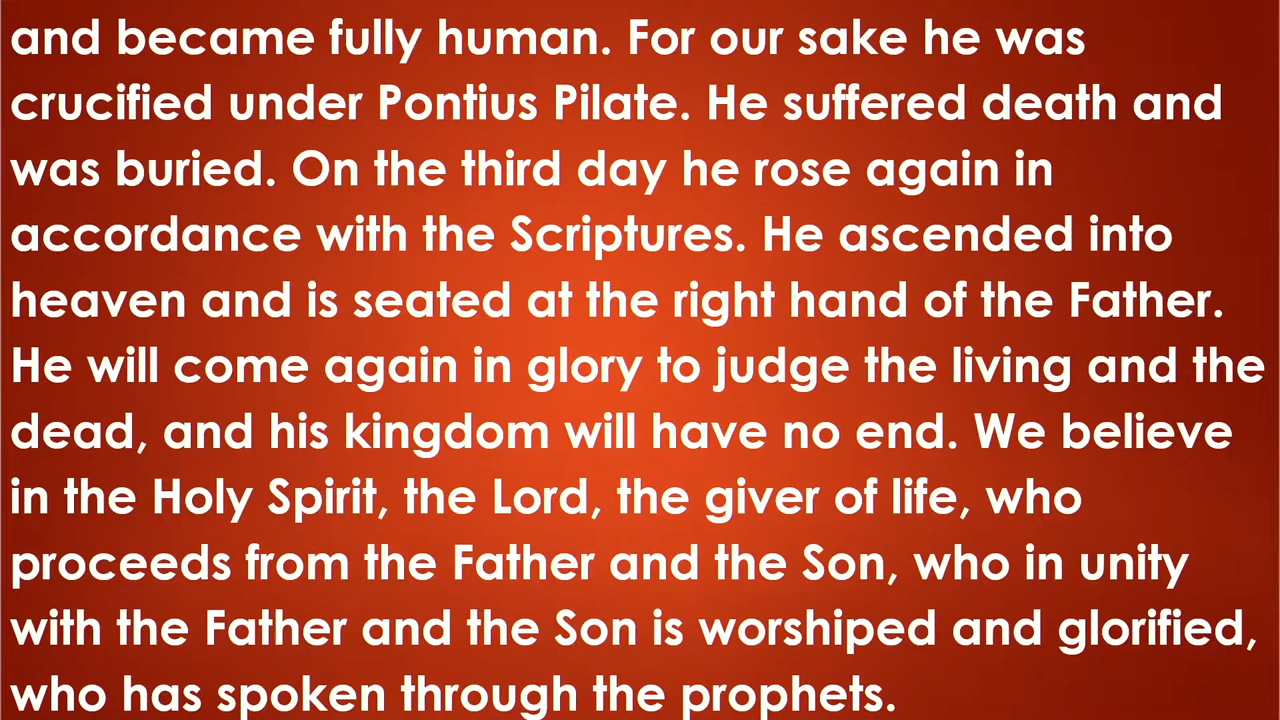 and became fully human. For our sake he was
crucified under Pontius Pilate. He suffered death and
was buried. On the third day he rose again in
accordance with the Scriptures. He ascended into
heaven and is seated at the right hand of the Father.
He will come again in glory to judge the living and the
dead, and his kingdom will have no end. We believe
in the Holy Spirit, the Lord, the giver of life, who
proceeds from the Father and the Son, who in unity
with the Father and the Son is worshiped and glorified,
who has spoken through the prophets.